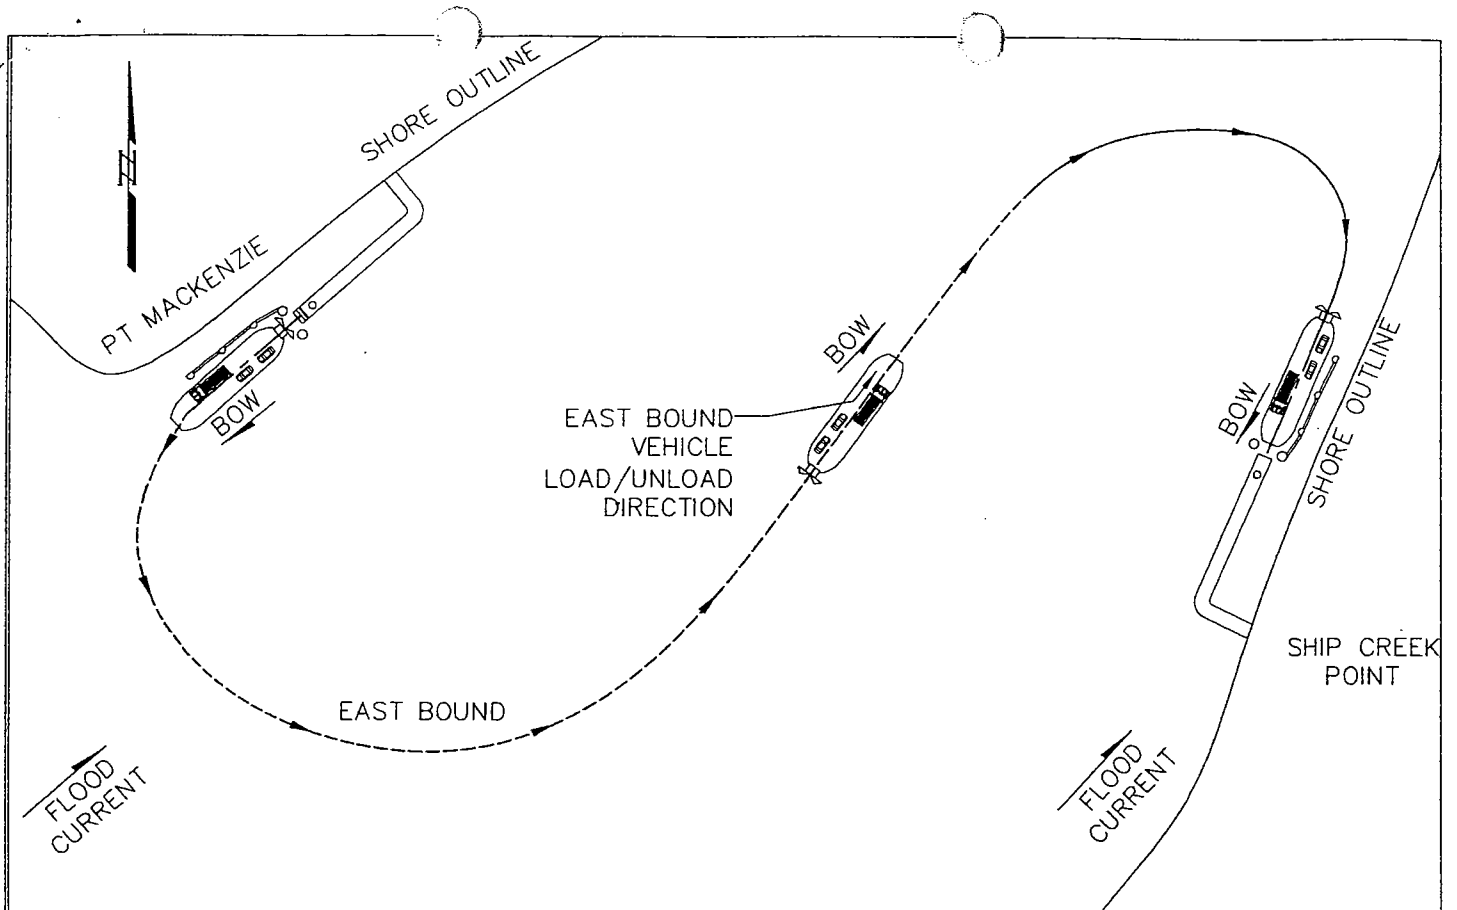 SHORE OUTLINE
N
PT MACKENZIE
BOW
BOW
EAST BOUND
VEHICLE
LOAD/UNLOAD
DIRECTION
BOW
SHORE OUTLINE
SHIP CREEK
POINT
EAST BOUND
FLOOD
CURRENT
FLOOD
CURRENT